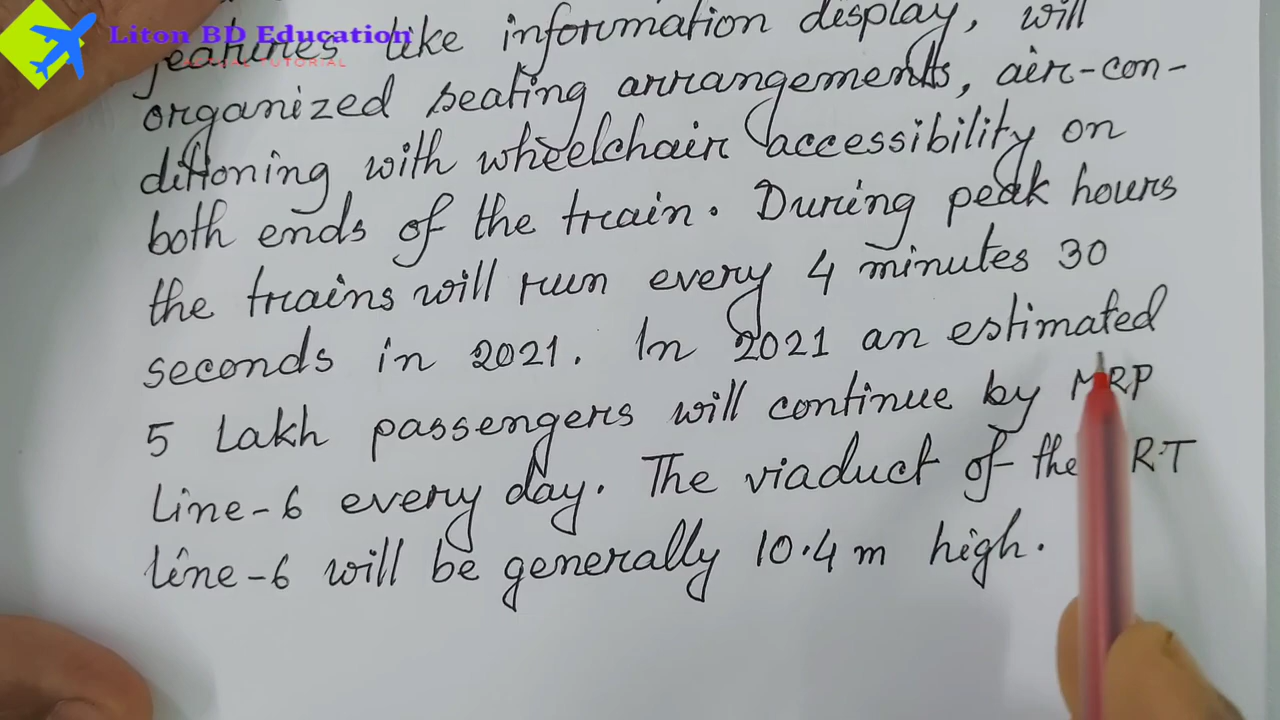 Liton BD Education
features like information display, will
organized seating arrangements, air-con-
ditioning with wheelchair accessibility on
both ends of the train. During peak hours
the trains will run every 4 minutes 30
seconds in 2021. In 2021 an estimated
5 Lakh passengers will continue by MRP
Line-6 every day. The viaduct of the RT
line-6 will be generally 10.4 m high.